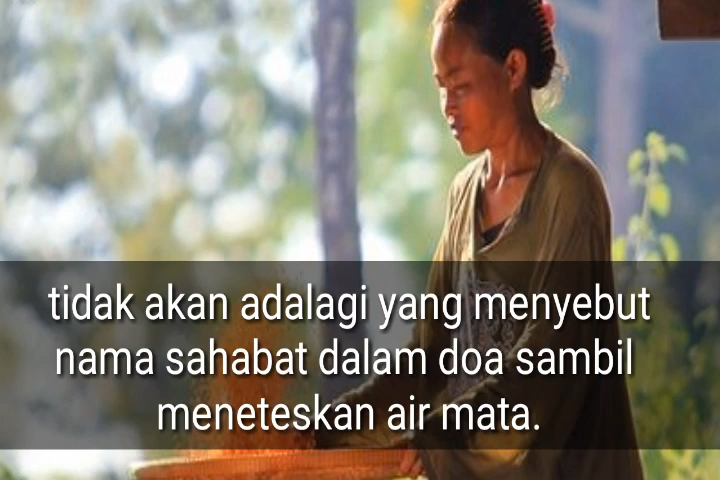 tidak akan adalagi yang menyebut
nama sahabat dalam doa sambil
meneteskan air mata.